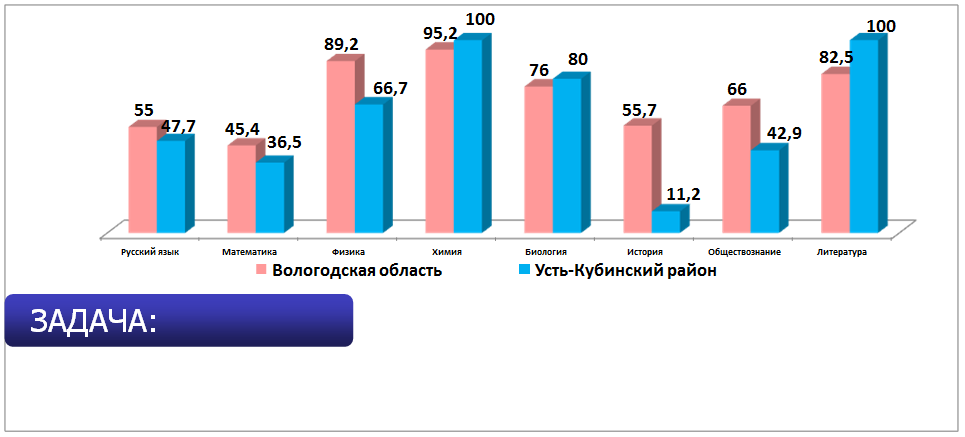 55 47,7 45,4 36,5 89,2 66,7 95,2 100 76 80 55,7 11,2 66 42,9 82,5 100
Русский язык Математика Физика Химия Биология История Обществознание Литература
Вологодская область Усть-Кубинский район
ЗАДАЧА: